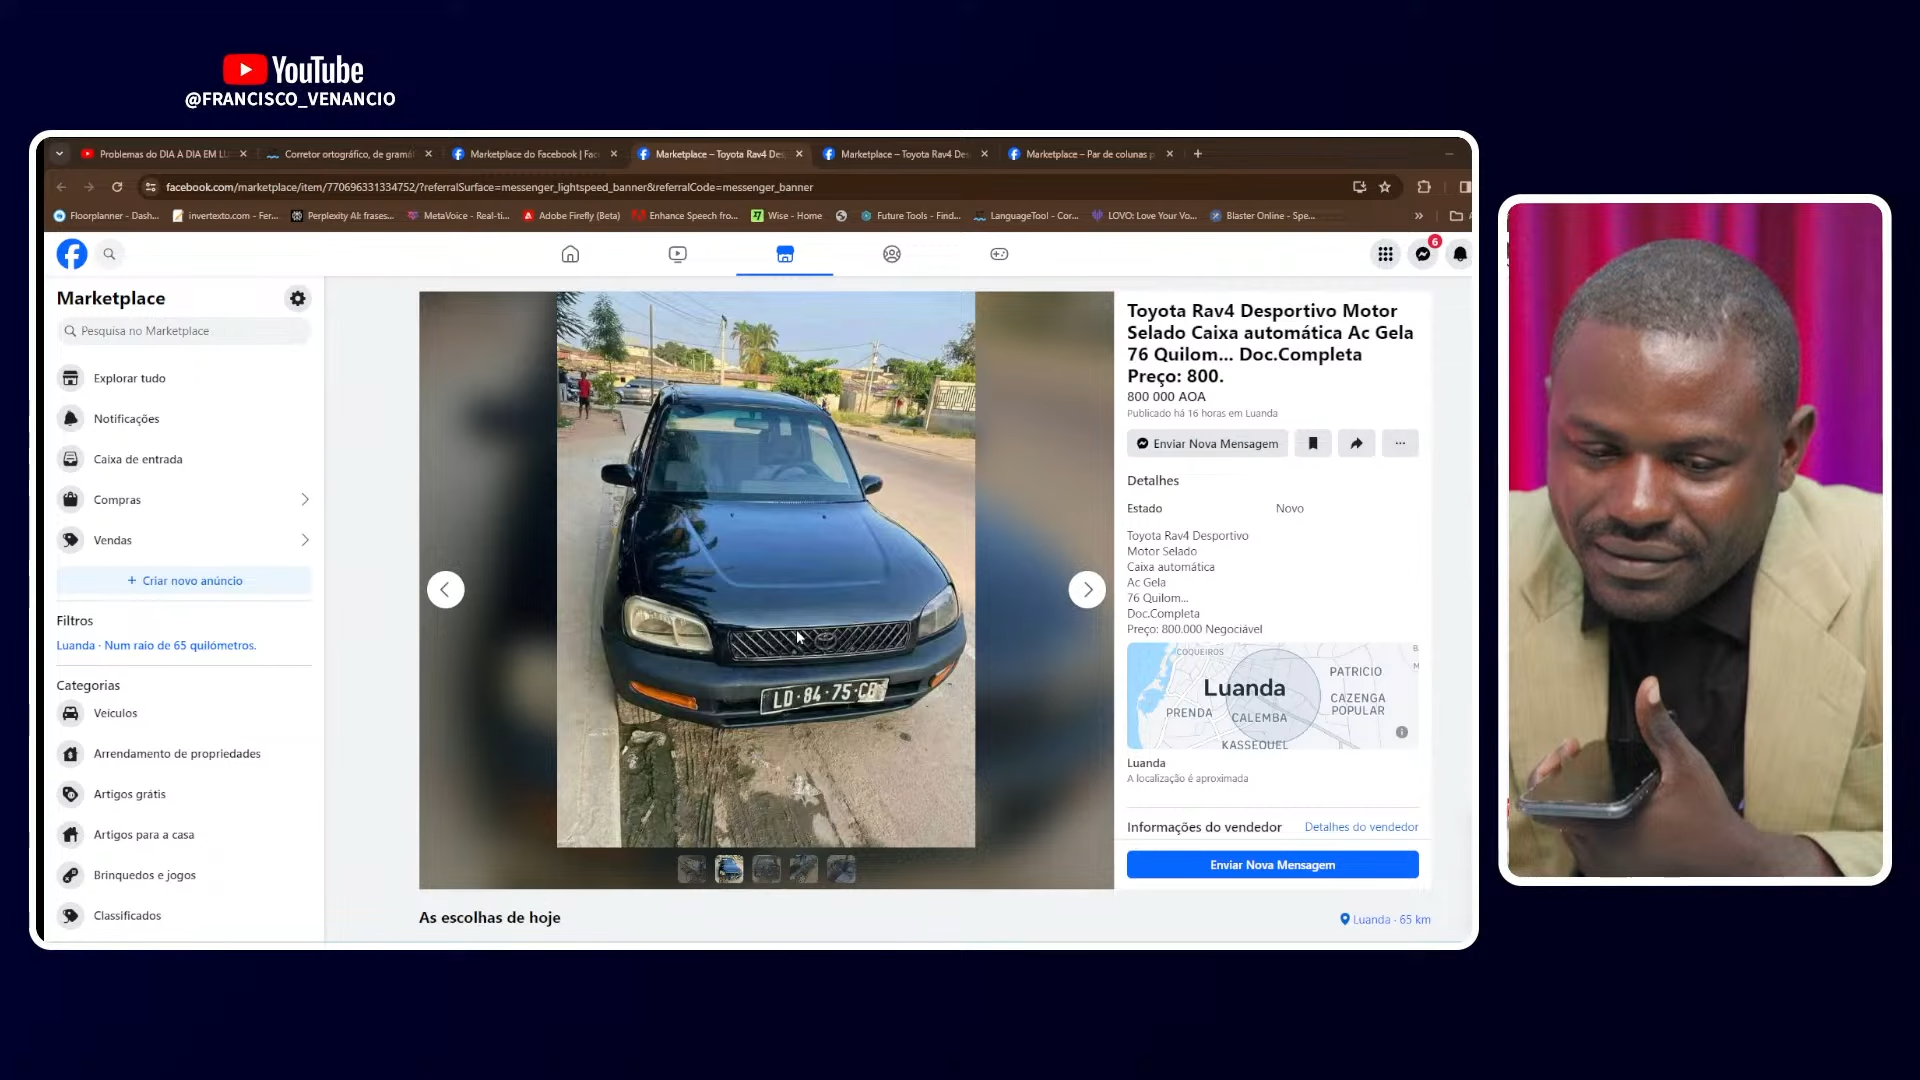 YouTube
@FRANCISCO_VENANCIO
Problemas do DIA A DIA EM LU
Corretor ortográfico, de gramá
Marketplace do Facebook | Fac
Marketplace – Toyota Rav4 Des
Marketplace – Toyota Rav4 Des
Marketplace – Par de colunas p
facebook.com/marketplace/item/770696331334752/?referralSurface=messenger_lightspeed_banner&referralCode=messenger_banner
Floorplanner - Dash...
invertexto.com - Fer...
Perplexity AI: frases...
MetaVoice - Real-ti...
Adobe Firefly (Beta)
Enhance Speech fro...
Wise - Home
Future Tools - Find...
LanguageTool - Cor...
LOVO: Love Your Vo...
Blaster Online - Spe...
6
Marketplace
Pesquisa no Marketplace
Explorar tudo
Notificações
Caixa de entrada
Compras
Vendas
+ Criar novo anúncio
Filtros
Luanda · Num raio de 65 quilómetros.
Categorias
Veículos
Arrendamento de propriedades
Artigos grátis
Artigos para a casa
Brinquedos e jogos
Classificados
LD·84·75·CB
Toyota Rav4 Desportivo Motor
Selado Caixa automática Ac Gela
76 Quilom... Doc.Completa
Preço: 800.
800 000 AOA
Publicado há 16 horas em Luanda
Enviar Nova Mensagem
Detalhes
Estado Novo
Toyota Rav4 Desportivo
Motor Selado
Caixa automática
Ac Gela
76 Quilom...
Doc.Completa
Preço: 800.000 Negociável
COQUEIROS
PATRICIO
Luanda
CAZENGA
POPULAR
PRENDA
CALEMBA
KASSEQUEL
Luanda
A localização é aproximada
Informações do vendedor Detalhes do vendedor
Enviar Nova Mensagem
As escolhas de hoje
Luanda · 65 km